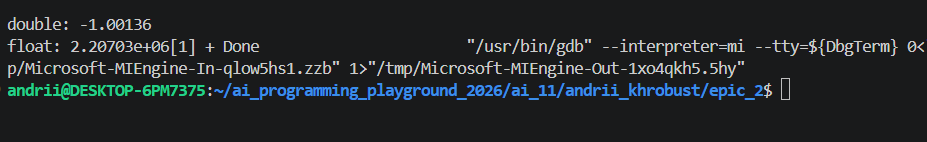 double: -1.00136
float: 2.20703e+06[1] + Done                       "/usr/bin/gdb" --interpreter=mi --tty=${DbgTerm} 0<
p/Microsoft-MIEngine-In-qlow5hs1.zzb" 1>"/tmp/Microsoft-MIEngine-Out-1xo4qkh5.5hy"
andrii@DESKTOP-6PM7375:~/ai_programming_playground_2026/ai_11/andrii_khrobust/epic_2$